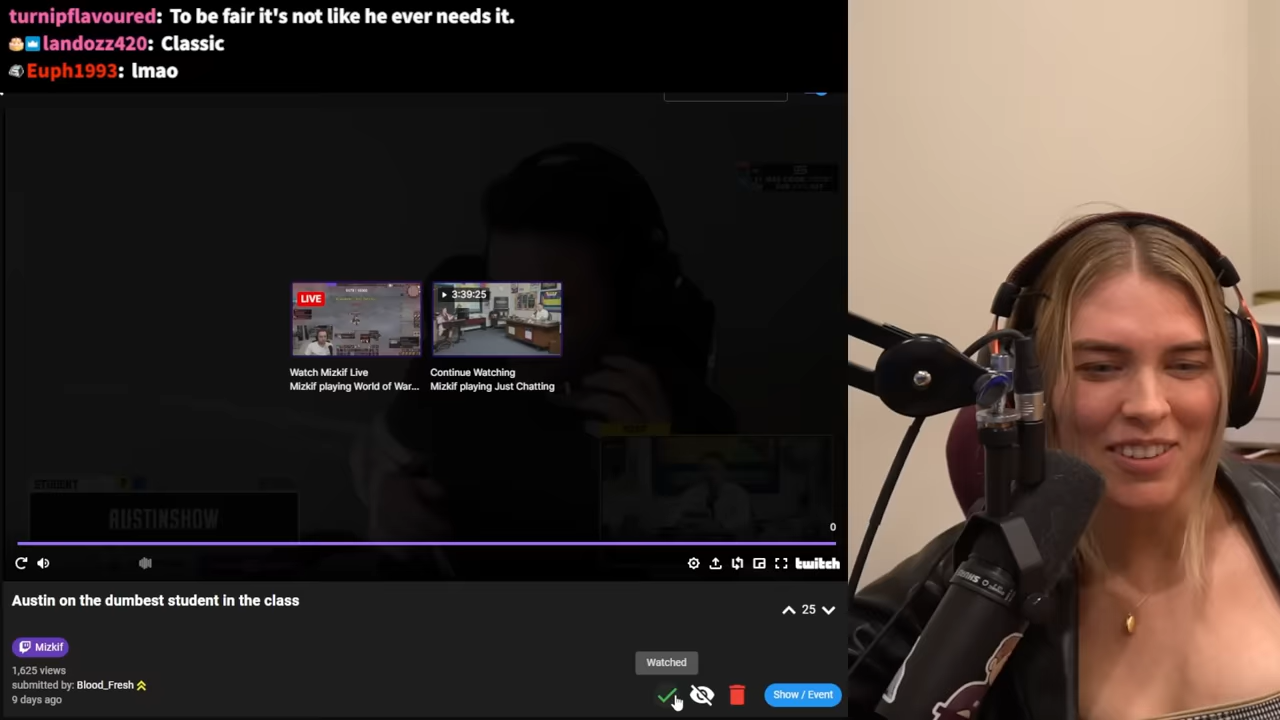 turnipflavoured: To be fair it's not like he ever needs it.
landozz420: Classic
Euph1993: lmao
LIVE
3:39:25
Watch Mizkif Live
Mizkif playing World of War...
Continue Watching
Mizkif playing Just Chatting
STUDENT
AUSTINSHOW
0
twitch
Austin on the dumbest student in the class
25
Mizkif
1,625 views
submitted by: Blood_Fresh
9 days ago
Watched
Show / Event